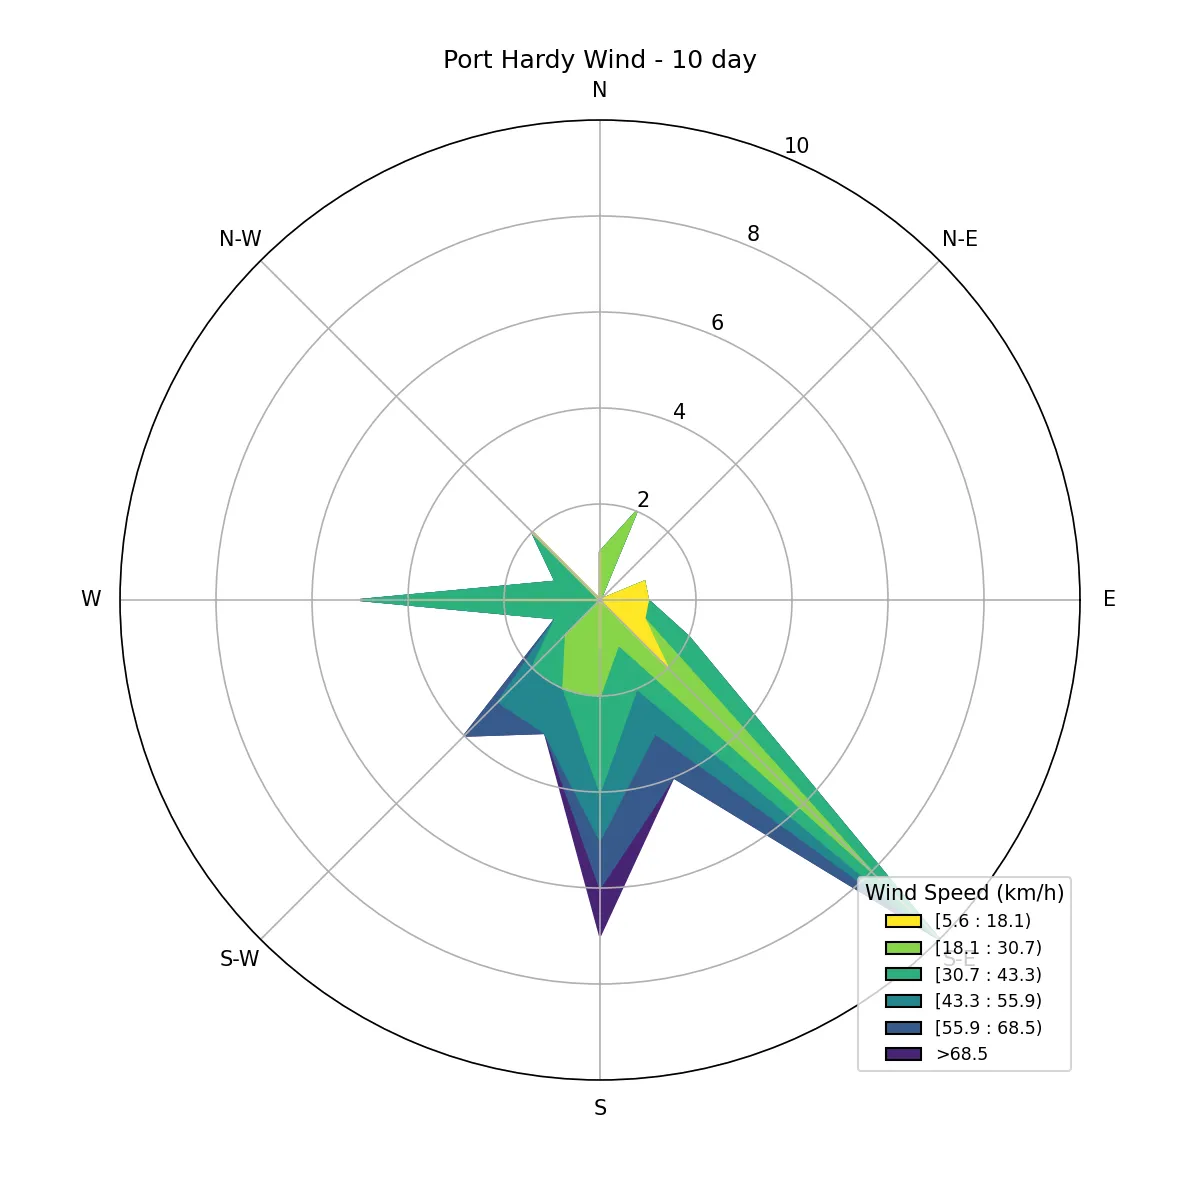 Port Hardy Wind - 10 day
N
10
N-W
N-E
8
6
4
2
W
E
Wind Speed (km/h)
[5.6 : 18.1)
[18.1 : 30.7)
S-W
S-E
[30.7 : 43.3)
[43.3 : 55.9)
[55.9 : 68.5)
>68.5
S